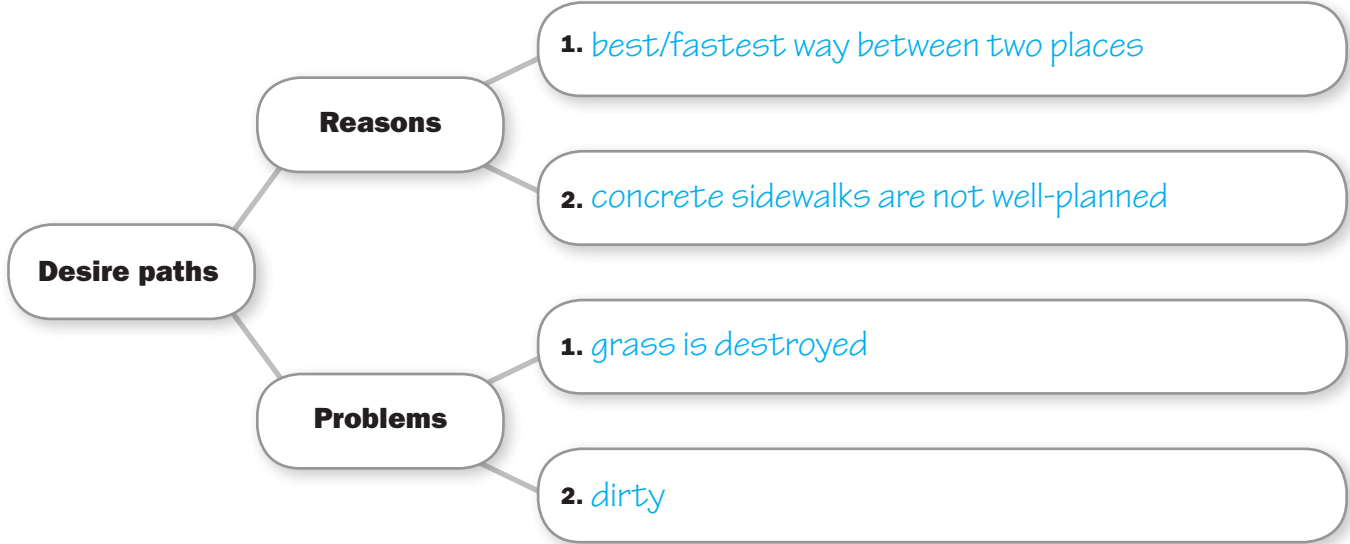 1. best/fastest way between two places
Reasons
2. concrete sidewalks are not well-planned
Desire paths
1. grass is destroyed
Problems
2. dirty